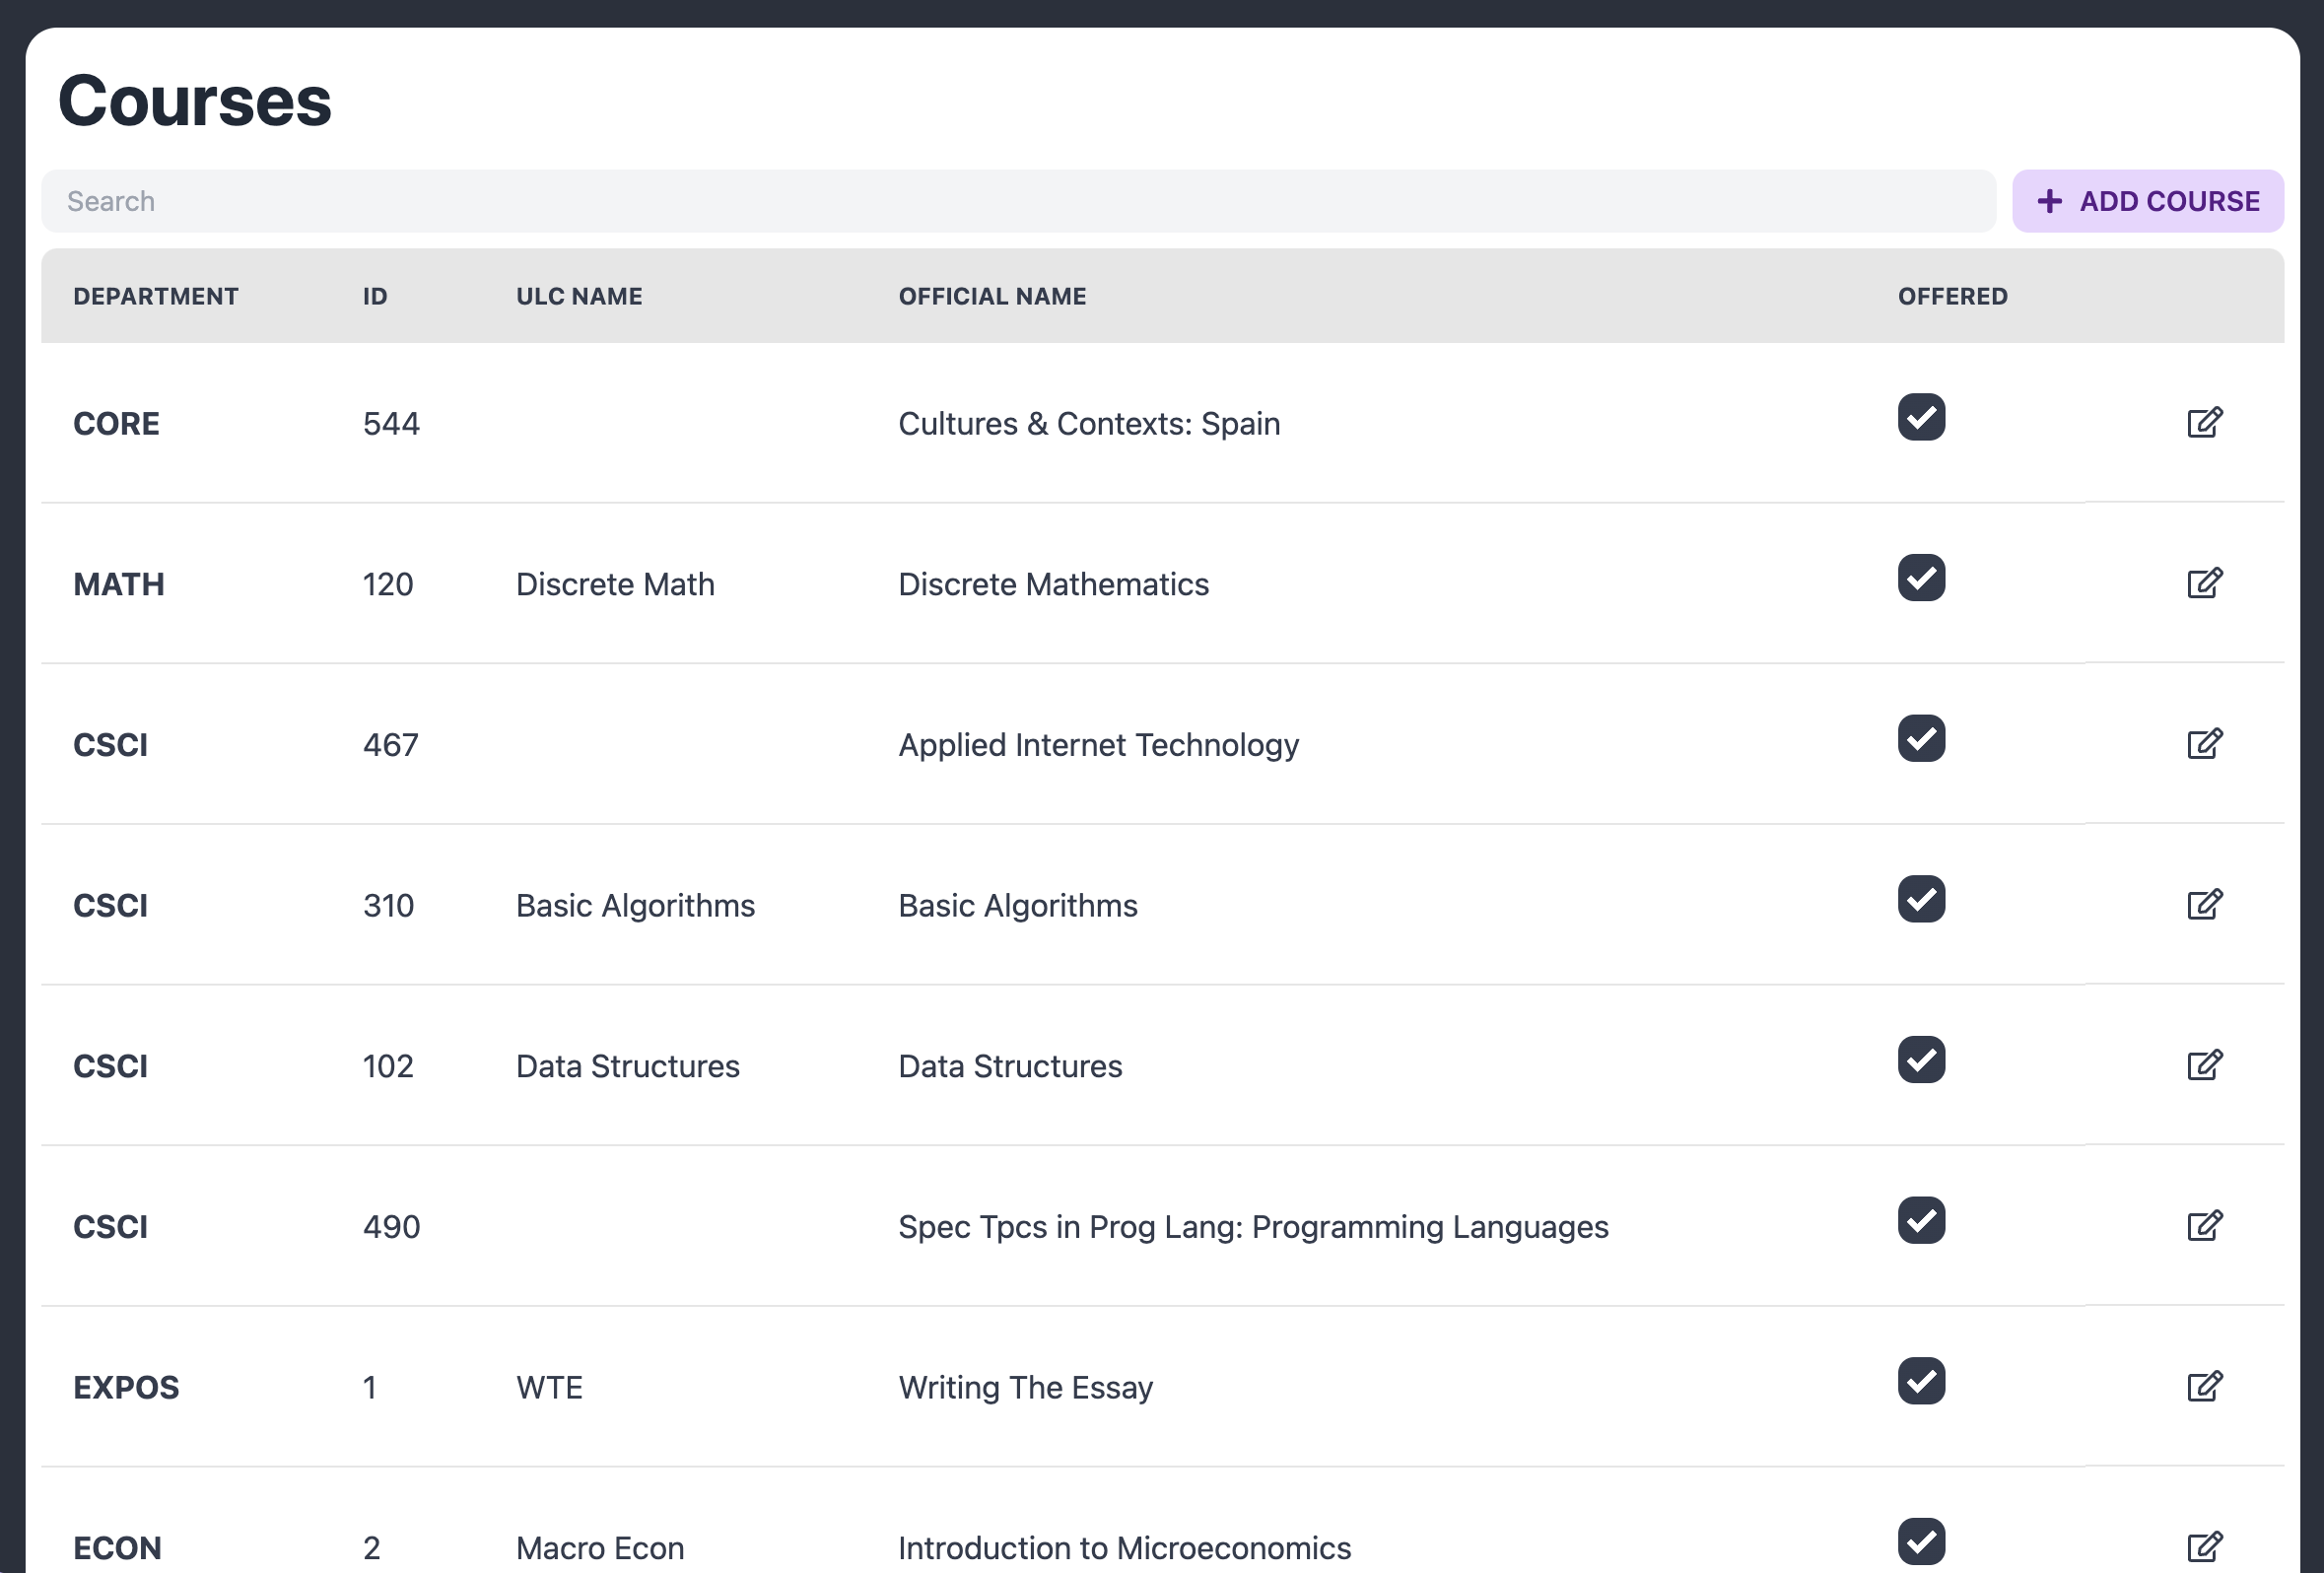 Courses
Search
ADD COURSE
DEPARTMENT ID ULC NAME OFFICIAL NAME OFFERED
CORE 544 Cultures & Contexts: Spain
MATH 120 Discrete Math Discrete Mathematics
CSCI 467 Applied Internet Technology
CSCI 310 Basic Algorithms Basic Algorithms
CSCI 102 Data Structures Data Structures
CSCI 490 Spec Tpcs in Prog Lang: Programming Languages
EXPOS 1 WTE Writing The Essay
ECON 2 Macro Econ Introduction to Microeconomics